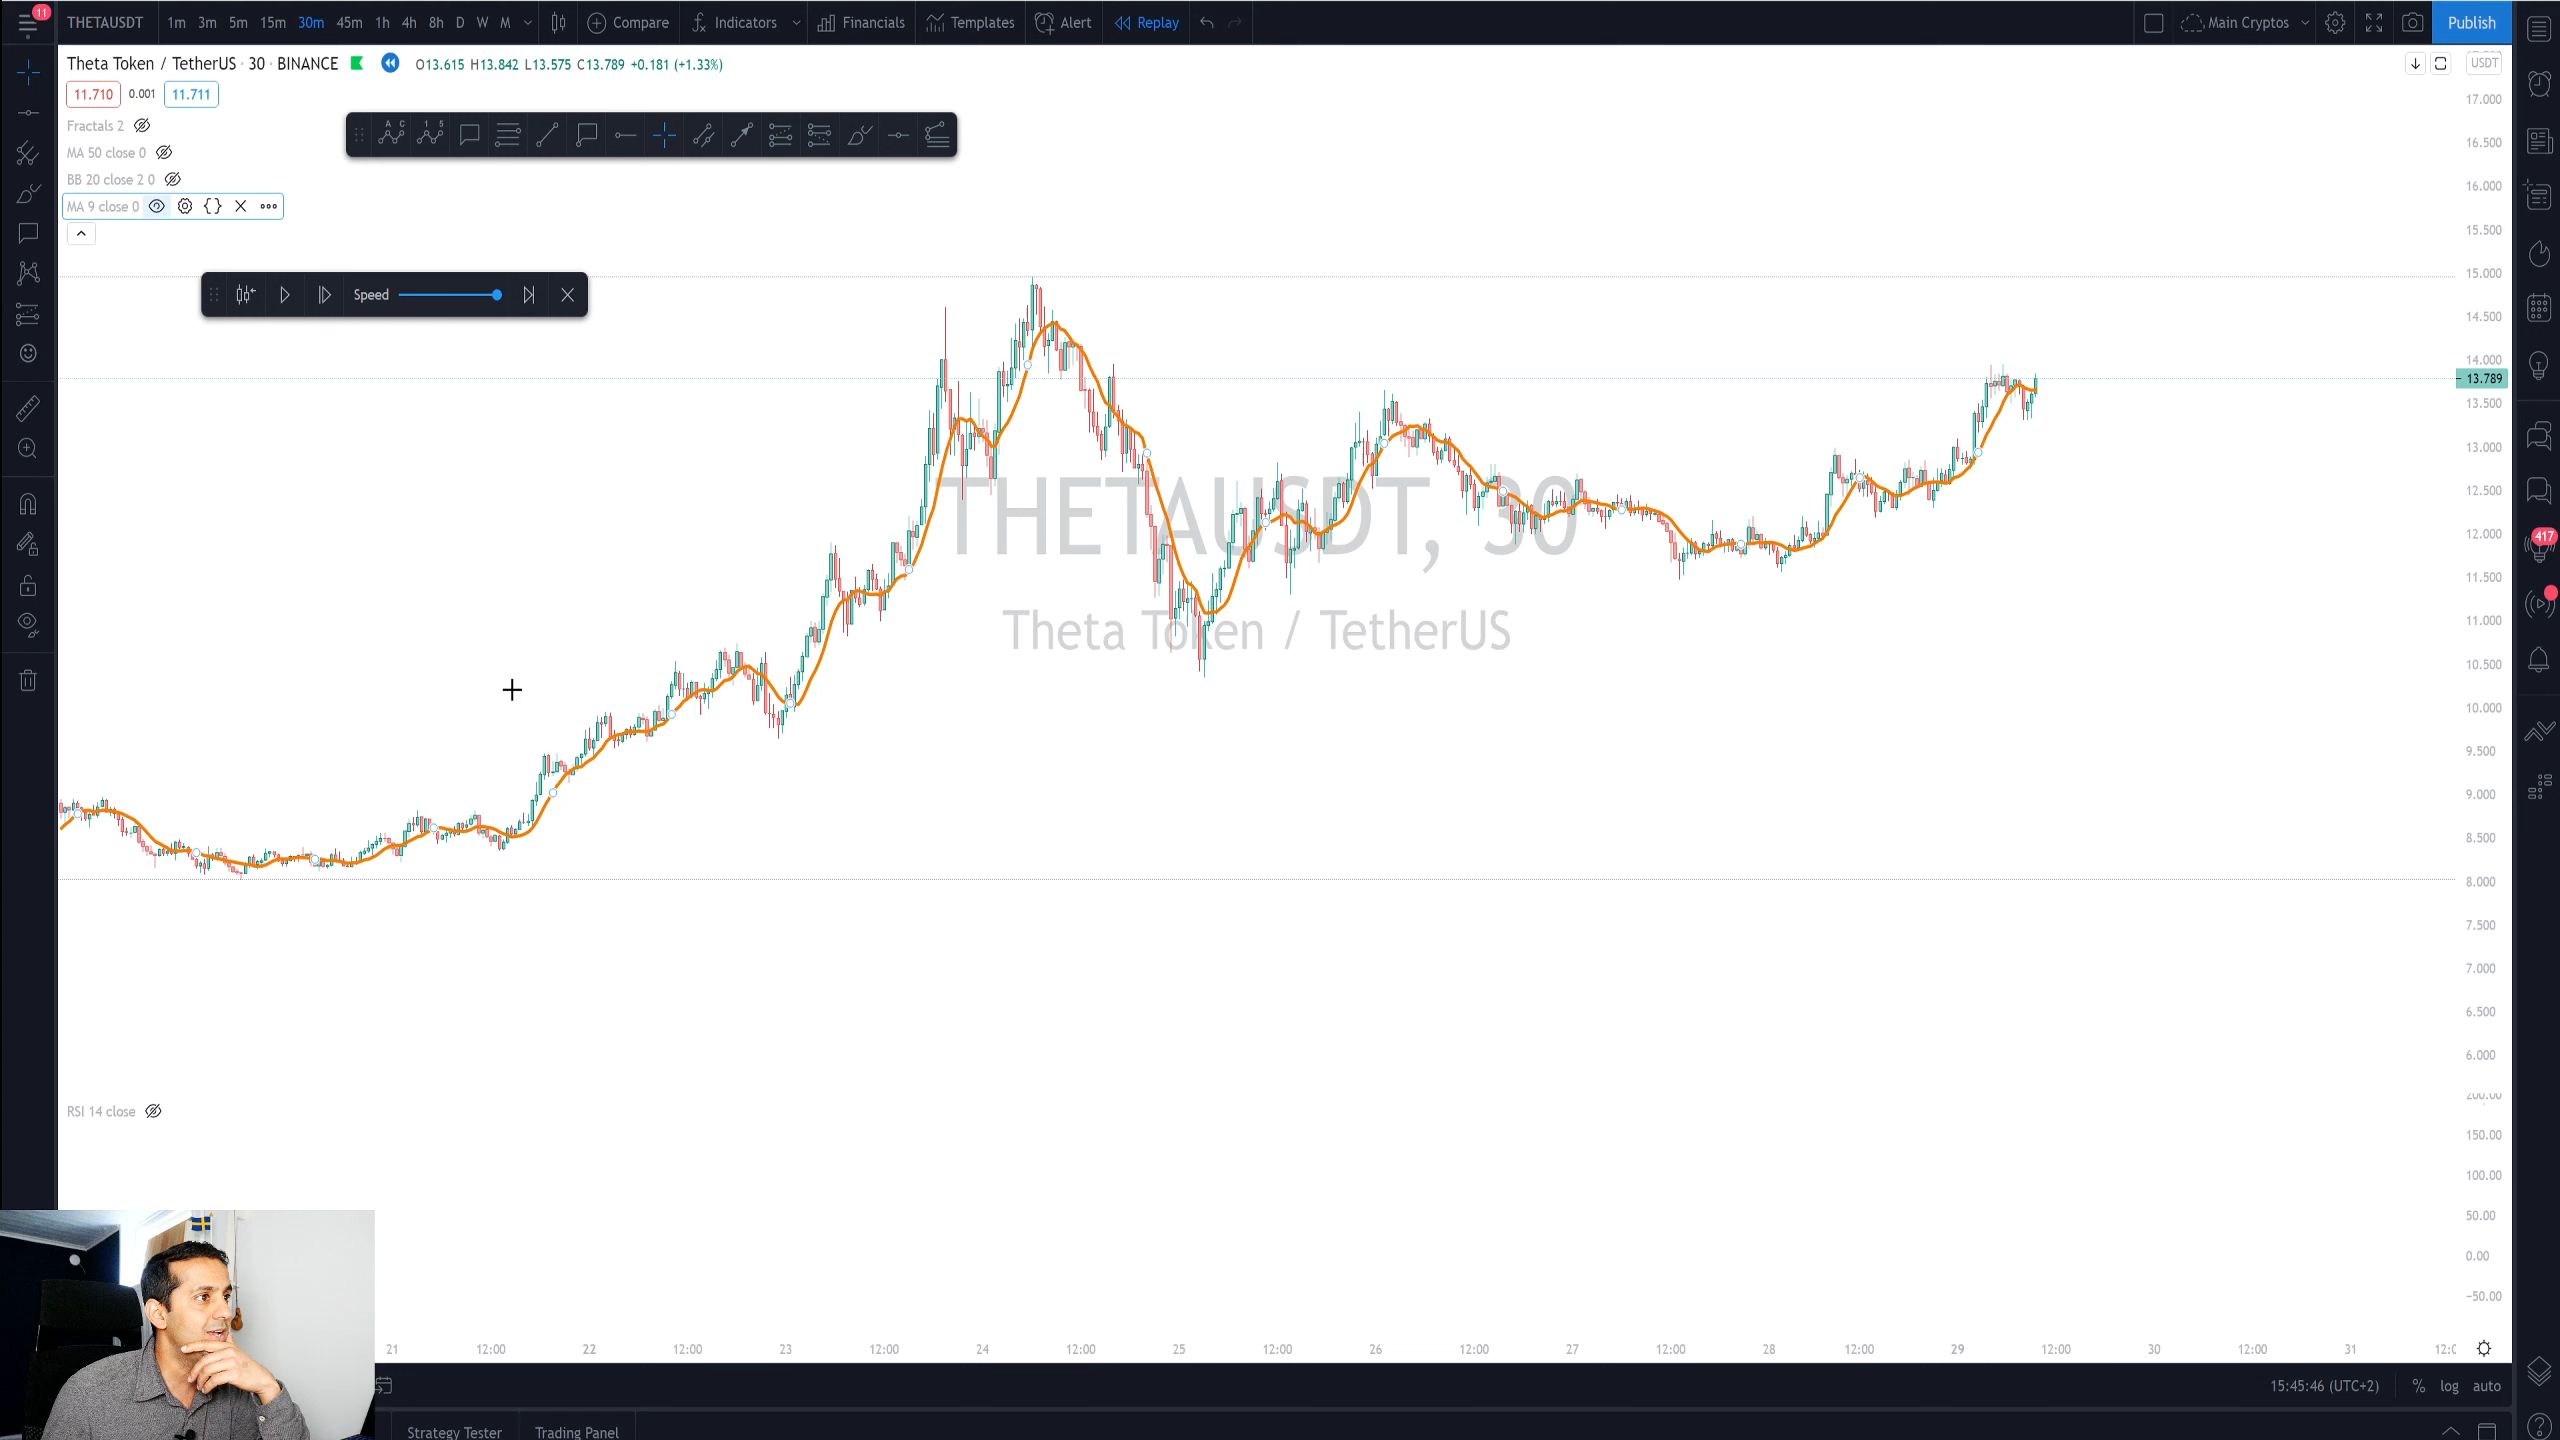 11
THETAUSDT 1m 3m 5m 15m 30m 45m 1h 4h 8h D W M Compare Indicators Financials Templates Alert Replay Main Cryptos Publish
Theta Token / TetherUS · 30 · BINANCE O13.615 H13.842 L13.575 C13.789 +0.181 (+1.33%)
USDT
11.710 0.001 11.711
Fractals 2
MA 50 close 0
BB 20 close 2 0
MA 9 close 0
A C
1 5
Speed
THETAUSDT, 30
Theta Token / TetherUS
17.000
16.500
16.000
15.500
15.000
14.500
14.000
13.789
13.500
13.000
12.500
12.000
11.500
11.000
10.500
10.000
9.500
9.000
8.500
8.000
7.500
7.000
6.500
6.000
417
RSI 14 close
200.00
150.00
100.00
50.00
0.00
−50.00
21 12:00 22 12:00 23 12:00 24 12:00 25 12:00 26 12:00 27 12:00 28 12:00 29 12:00 30 12:00 31
15:45:46 (UTC+2) % log auto
Strategy Tester Trading Panel